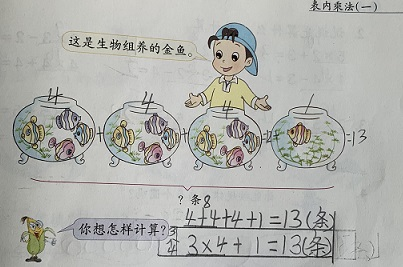 表内乘法(一)
这是生物组养的金鱼。
4 4 4 1
=13
?条
你想怎样计算?
4+4+4+1=13(条)
3×4+1=13(条)